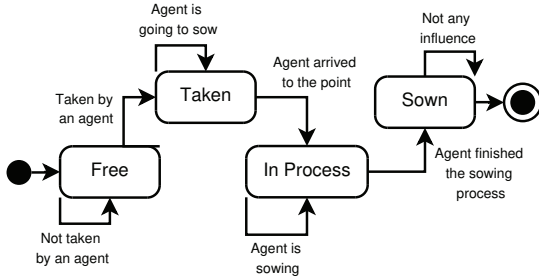 Agent is
going to sow
Not any
influence
Agent arrived
to the point
Taken
Sown
Taken by
an agent
Free
In Process
Agent finished
the sowing
process
Not taken
by an agent
Agent is
sowing